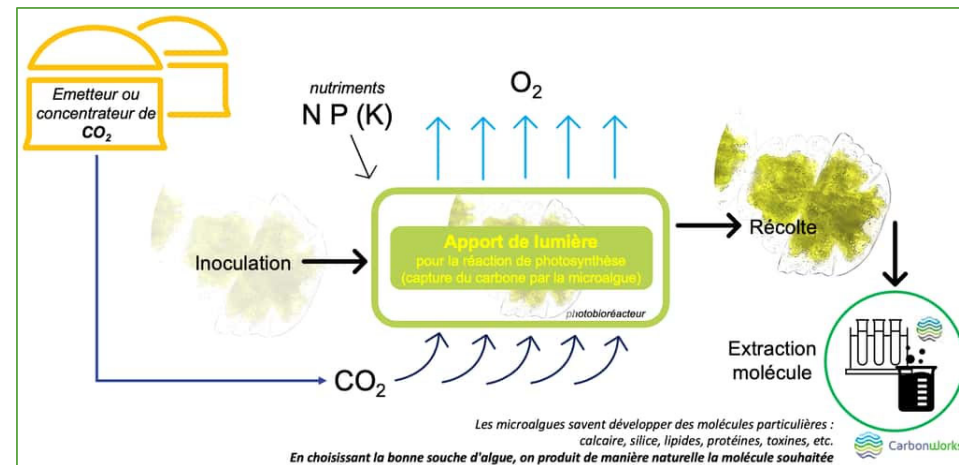 Emetteur ou
concentrateur de
CO₂
nutriments
N P (K)
O₂
Inoculation
Apport de lumière
pour la réaction de photosynthèse
(capture du carbone par la microalgue)
photobioréacteur
Récolte
CO₂
Extraction
molécule
Les microalgues savent développer des molécules particulières :
calcaire, silice, lipides, protéines, toxines, etc.
En choisissant la bonne souche d'algue, on produit de manière naturelle la molécule souhaitée
CarbonWorks